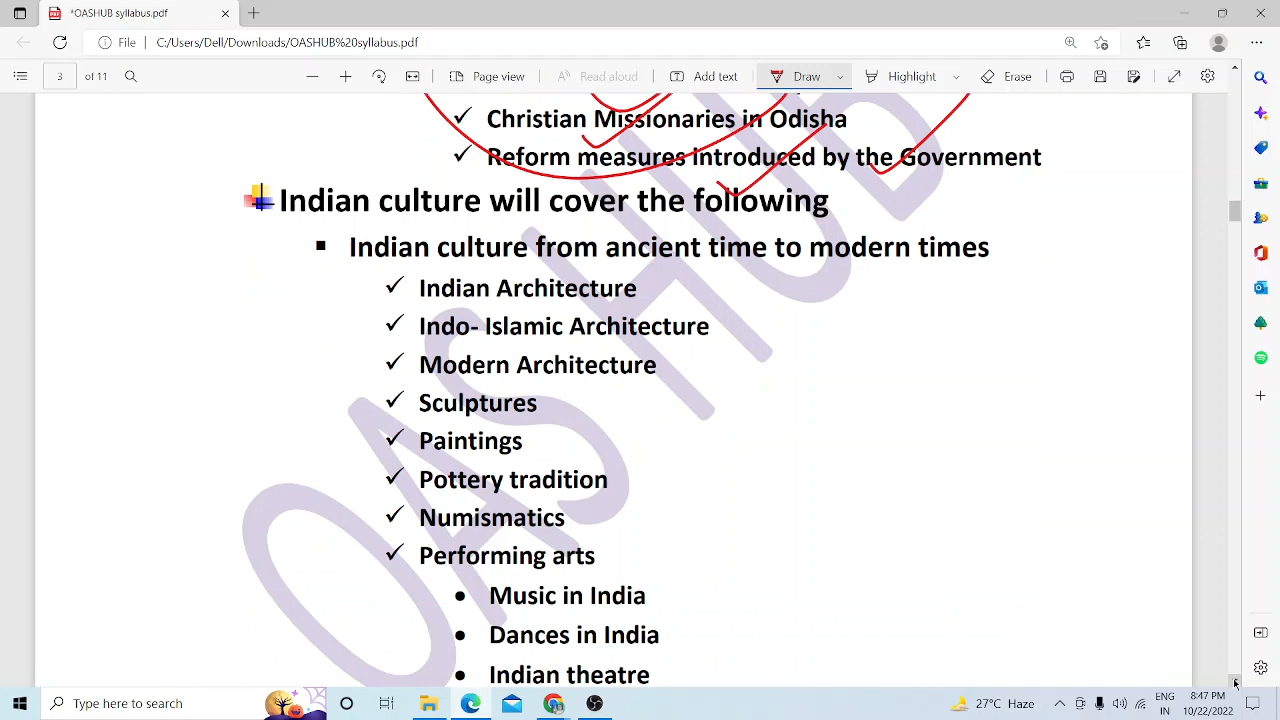 *OASHUB syllabus.pdf
File C:/Users/Dell/Downloads/OASHUB%20syllabus.pdf
3 of 11 Page view Read aloud Add text Draw Highlight Erase
Christian Missionaries in Odisha
Reform measures introduced by the Government
Indian culture will cover the following
Indian culture from ancient time to modern times
Indian Architecture
Indo- Islamic Architecture
Modern Architecture
Sculptures
Paintings
Pottery tradition
Numismatics
Performing arts
Music in India
Dances in India
Indian theatre
OAS HUB
Type here to search
27°C Haze
ENG
IN
8:47 PM
10/22/2022